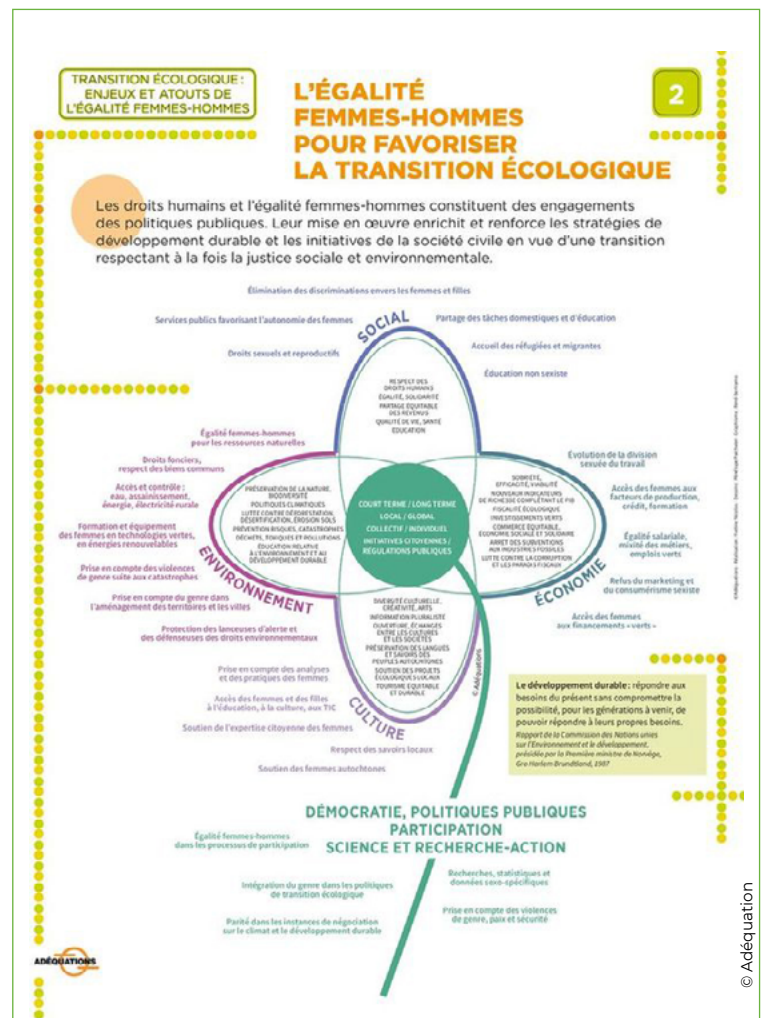 TRANSITION ÉCOLOGIQUE :
ENJEUX ET ATOUTS DE
L'ÉGALITÉ FEMMES-HOMMES
L'ÉGALITÉ
FEMMES-HOMMES
POUR FAVORISER
LA TRANSITION ÉCOLOGIQUE
2
Les droits humains et l'égalité femmes-hommes constituent des engagements
des politiques publiques. Leur mise en œuvre enrichit et renforce les stratégies de
développement durable et les initiatives de la société civile en vue d'une transition
respectant à la fois la justice sociale et environnementale.
Élimination des discriminations envers les femmes et filles
Services publics favorisant l'autonomie des femmes
Droits sexuels et reproductifs
SOCIAL
Partage des tâches domestiques et d'éducation
Accueil des réfugiées et migrantes
Éducation non sexiste
RESPECT DES
DROITS HUMAINS
ÉGALITÉ, SOLIDARITÉ
PARTAGE ÉQUITABLE
DES REVENUS
QUALITÉ DE VIE, SANTÉ
ÉDUCATION
Égalité femmes-hommes
pour les ressources naturelles
Droits fonciers,
respect des biens communs
Accès et contrôle :
eau, assainissement,
énergie, électricité rurale
Formation et équipement
des femmes en technologies vertes,
en énergies renouvelables
Prise en compte des violences
de genre suite aux catastrophes
Prise en compte du genre dans
l'aménagement des territoires et les villes
Protection des lanceuses d'alerte et
des défenseuses des droits environnementaux
ENVIRONNEMENT
PRÉSERVATION DE LA NATURE,
BIODIVERSITÉ
POLITIQUES CLIMATIQUES
LUTTE CONTRE DÉFORESTATION,
DÉSERTIFICATION, ÉROSION SOLS
PRÉVENTION RISQUES, CATASTROPHES
DÉCHETS, TOXIQUES ET POLLUTIONS
ÉDUCATION RELATIVE
À L'ENVIRONNEMENT ET AU
DÉVELOPPEMENT DURABLE
COURT TERME / LONG TERME
LOCAL / GLOBAL
COLLECTIF / INDIVIDUEL
INITIATIVES CITOYENNES /
RÉGULATIONS PUBLIQUES
SOBRIÉTÉ,
EFFICACITÉ, VIABILITÉ
NOUVEAUX INDICATEURS
DE RICHESSE COMPLÉTANT LE PIB
FISCALITÉ ÉCOLOGIQUE
INVESTISSEMENTS VERTS
COMMERCE ÉQUITABLE,
ÉCONOMIE SOCIALE ET SOLIDAIRE
ARRET DES SUBVENTIONS
AUX INDUSTRIES FOSSILES
LUTTE CONTRE LA CORRUPTION
ET LES PARADIS FISCAUX
ÉCONOMIE
Évolution de la division
sexuée du travail
Accès des femmes aux
facteurs de production,
crédit, formation
Égalité salariale,
mixité des métiers,
emplois verts
Refus du marketing et
du consumérisme sexiste
Accès des femmes
aux financements « verts »
DIVERSITÉ CULTURELLE,
CRÉATIVITÉ, ARTS
INFORMATION PLURALISTE
OUVERTURE, ÉCHANGES
ENTRE LES CULTURES
ET LES SOCIÉTÉS
PRÉSERVATION DES LANGUES
ET SAVOIRS DES
PEUPLES AUTOCHTONES
SOUTIEN DES PROJETS
ÉCOLOGIQUES LOCAUX
TOURISME ÉQUITABLE
ET DURABLE
CULTURE
© Adéquations
Prise en compte des analyses
et des pratiques des femmes
Accès des femmes et des filles
à l'éducation, à la culture, aux TIC
Soutien de l'expertise citoyenne des femmes
Respect des savoirs locaux
Soutien des femmes autochtones
Le développement durable : répondre aux
besoins du présent sans compromettre la
possibilité, pour les générations à venir, de
pouvoir répondre à leurs propres besoins.
Rapport de la Commission des Nations unies
sur l'Environnement et le développement,
présidée par la Première ministre de Norvège,
Gro Harlem Brundtland, 1987
DÉMOCRATIE, POLITIQUES PUBLIQUES
PARTICIPATION
SCIENCE ET RECHERCHE-ACTION
Égalité femmes-hommes
dans les processus de participation
Intégration du genre dans les politiques
de transition écologique
Parité dans les instances de négociation
sur le climat et le développement durable
Recherches, statistiques et
données sexo-spécifiques
Prise en compte des violences
de genre, paix et sécurité
ADÉQUATIONS
© Adéquation